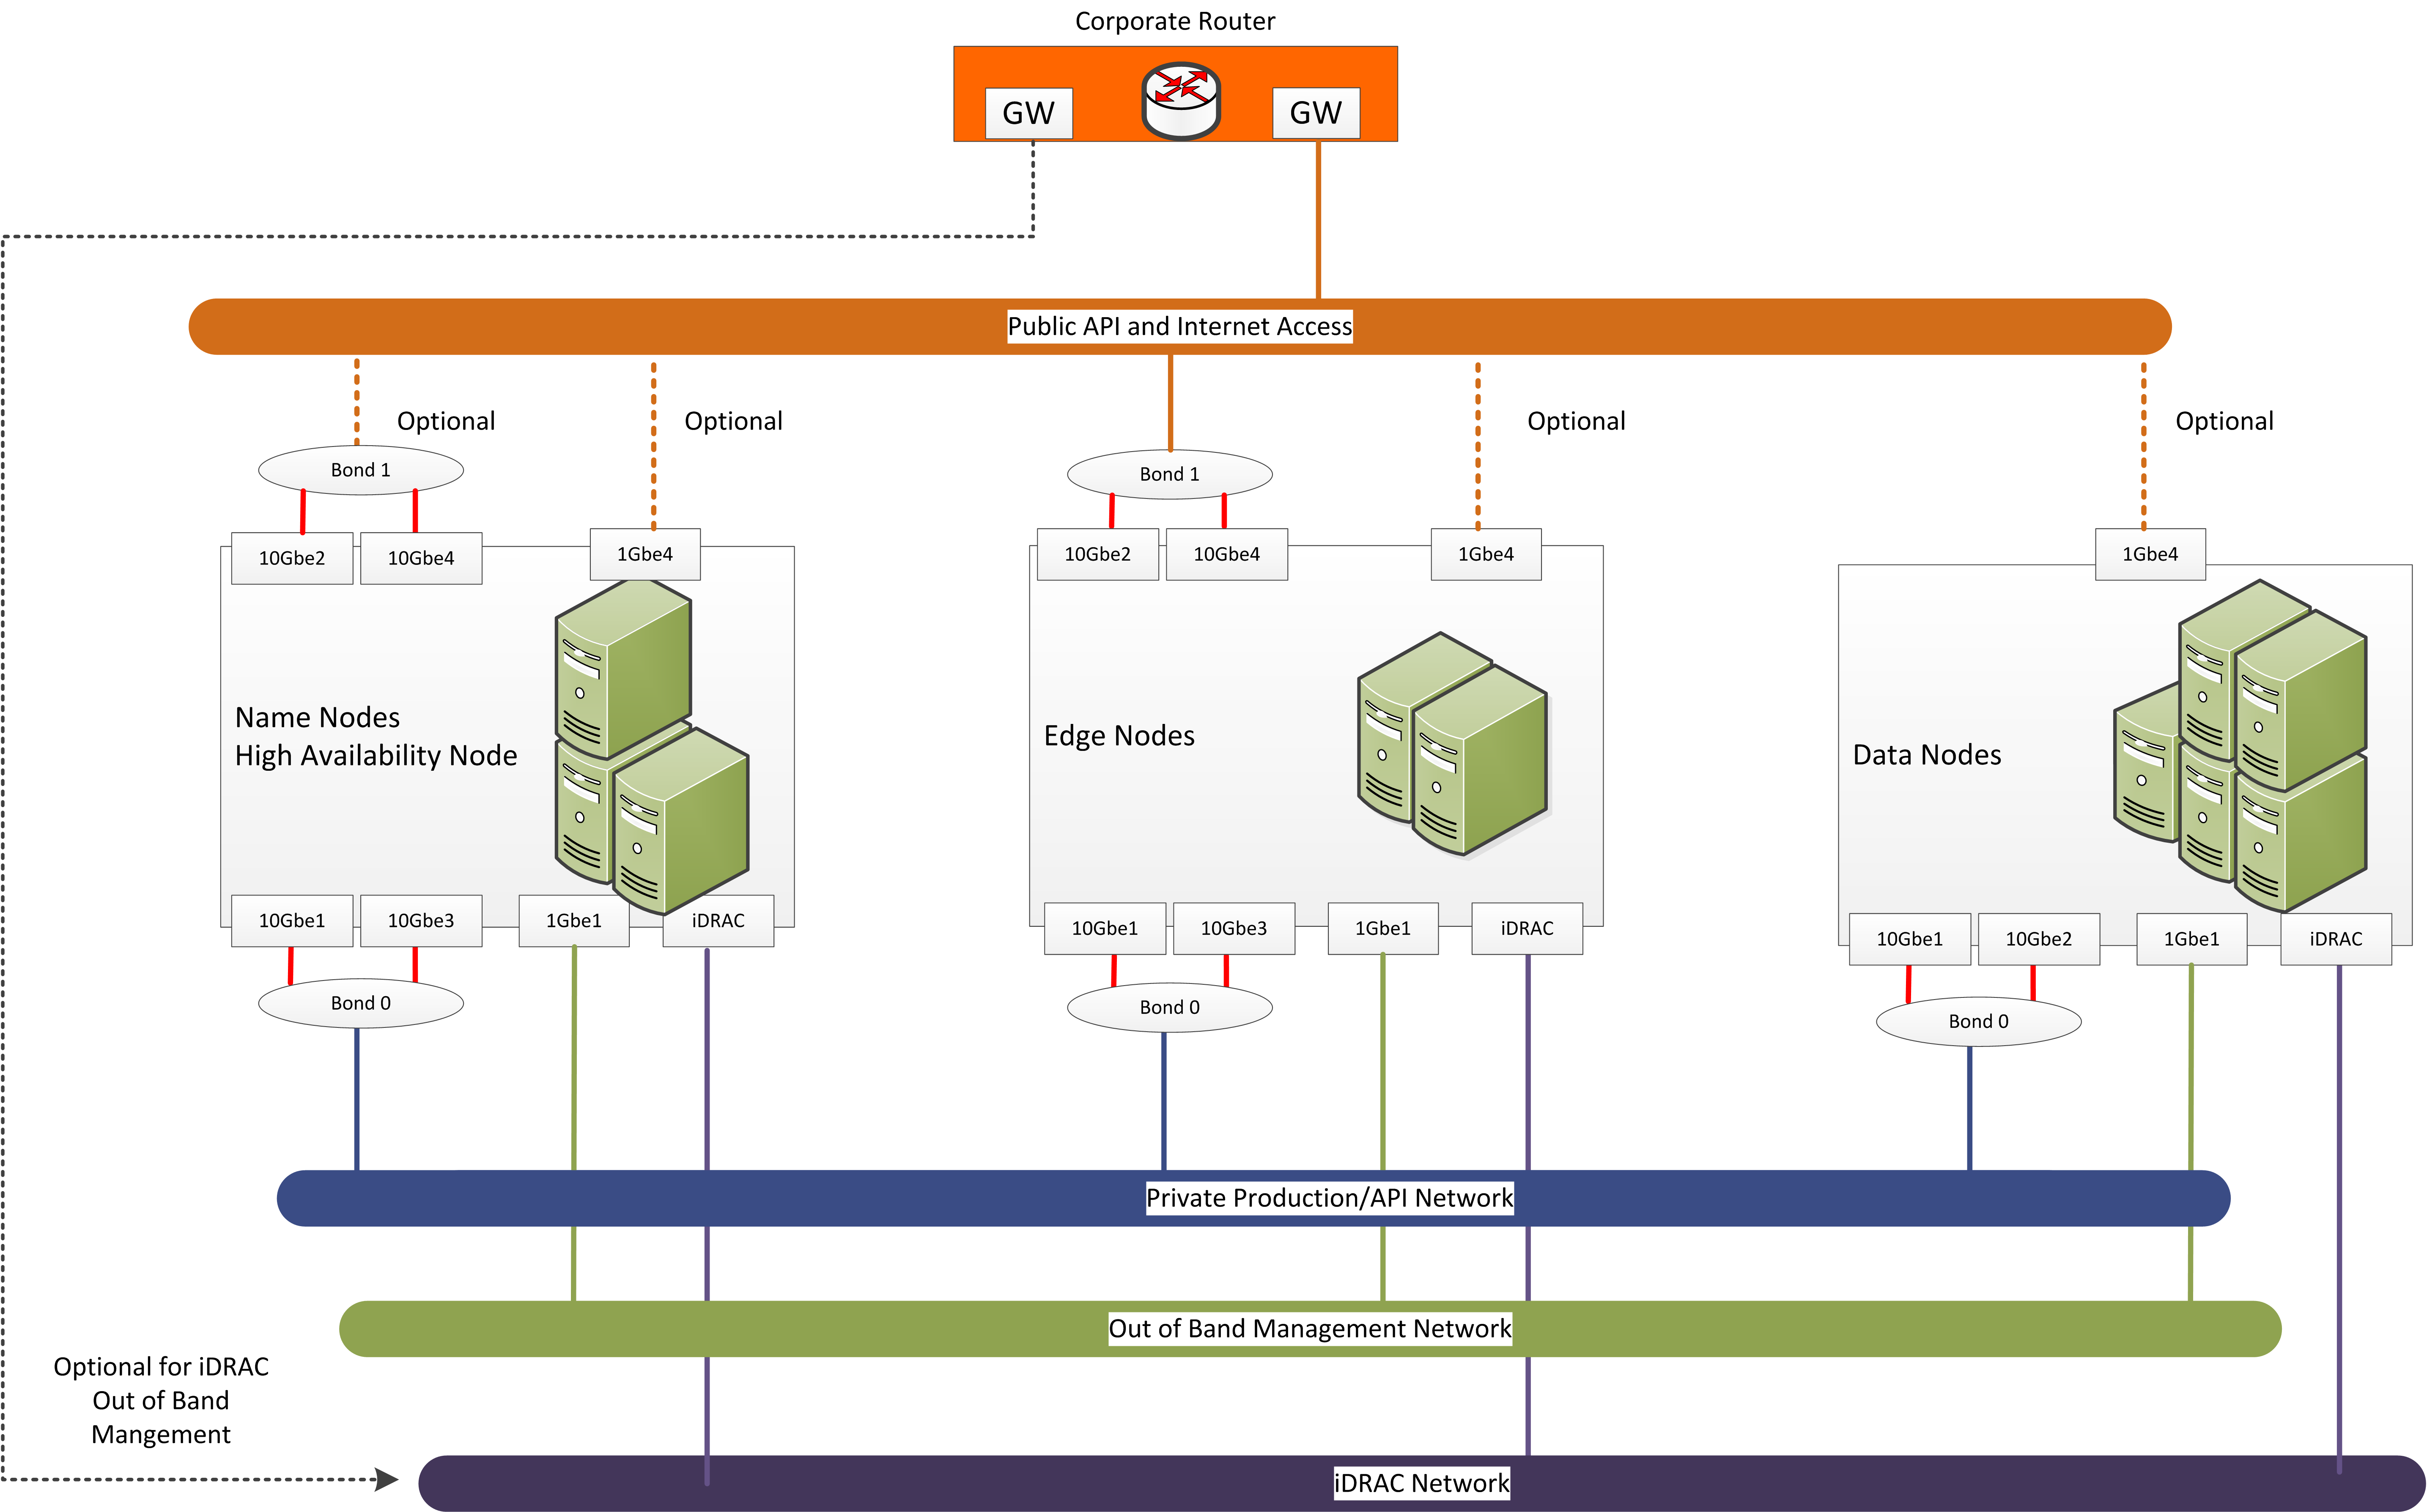 Corporate Router
GW
GW
Public API and Internet Access
Optional
Optional
Optional
Optional
Bond 1
Bond 1
10Gbe2
10Gbe4
1Gbe4
10Gbe2
10Gbe4
1Gbe4
1Gbe4
Name Nodes
High Availability Node
Edge Nodes
Data Nodes
10Gbe1
10Gbe3
1Gbe1
iDRAC
10Gbe1
10Gbe3
1Gbe1
iDRAC
10Gbe1
10Gbe2
1Gbe1
iDRAC
Bond 0
Bond 0
Bond 0
Private Production/API Network
Out of Band Management Network
Optional for iDRAC
Out of Band
Mangement
iDRAC Network